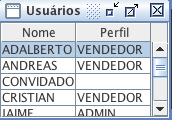 Usuários
Nome Perfil
ADALBERTO VENDEDOR
ANDREAS VENDEDOR
CONVIDADO
CRISTIAN VENDEDOR
JAIME ADMIN